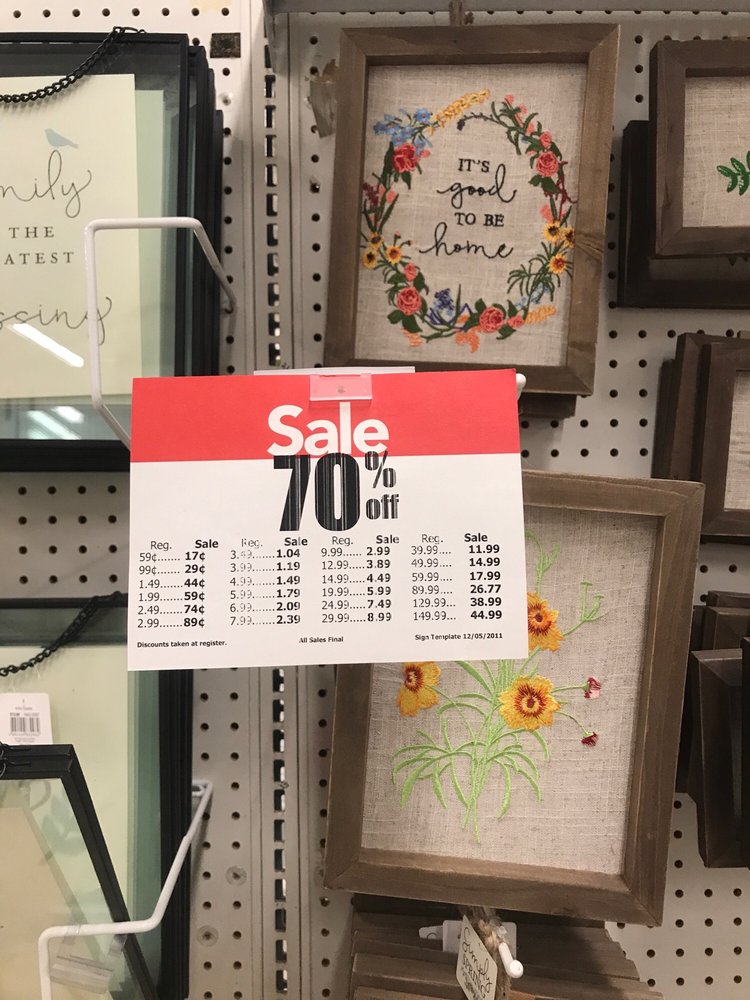 mily
THE
ATEST
ssing
IT'S
good
TO BE
home
Sale
70%
off
Reg. Sale
59¢....... 17¢
99¢....... 29¢
1.49...... 44¢
1.99...... 59¢
2.49...... 74¢
2.99...... 89¢
Reg. Sale
3.49.......1.04
3.99.......1.19
4.99.......1.49
5.99.......1.79
6.99.......2.09
7.99.......2.39
Reg. Sale
9.99..... 2.99
12.99..... 3.89
14.99..... 4.49
19.99..... 5.99
24.99..... 7.49
29.99..... 8.99
Reg. Sale
39.99.... 11.99
49.99.... 14.99
59.99.... 17.99
89.99.... 26.77
129.99... 38.99
149.99... 44.99
Discounts taken at register. All Sales Final Sign Template 12/05/2011
Simply
SPRING